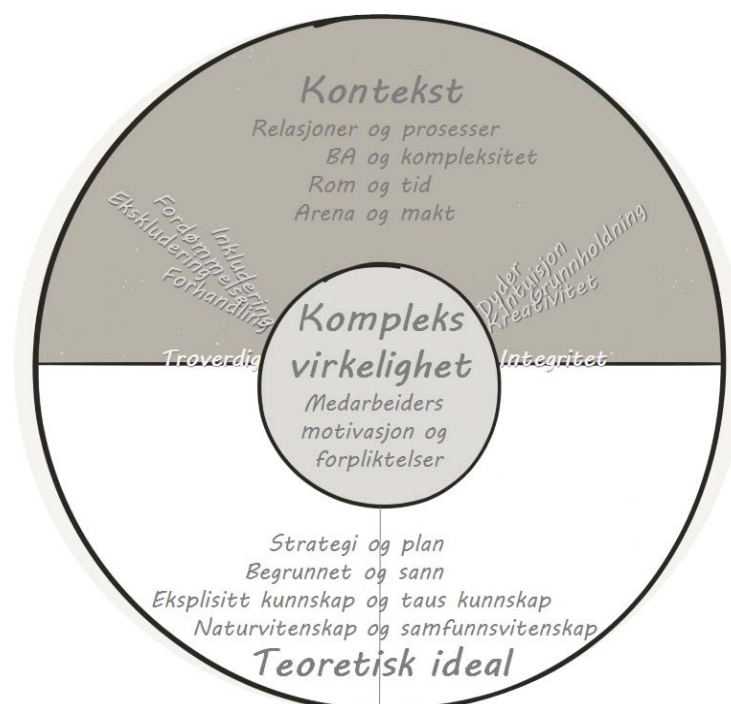 Kontekst
Relasjoner og prosesser
BA og kompleksitet
Rom og tid
Arena og makt
Inkludering
Fordømmelse
Ekskludering
Forhandling
Dyder
Intuisjon
Grunnholdning
Kreativitet
Troverdig
Integritet
Kompleks
virkelighet
Medarbeiders
motivasjon og
forpliktelser
Strategi og plan
Begrunnet og sann
Eksplisitt kunnskap og taus kunnskap
Naturvitenskap og samfunnsvitenskap
Teoretisk ideal